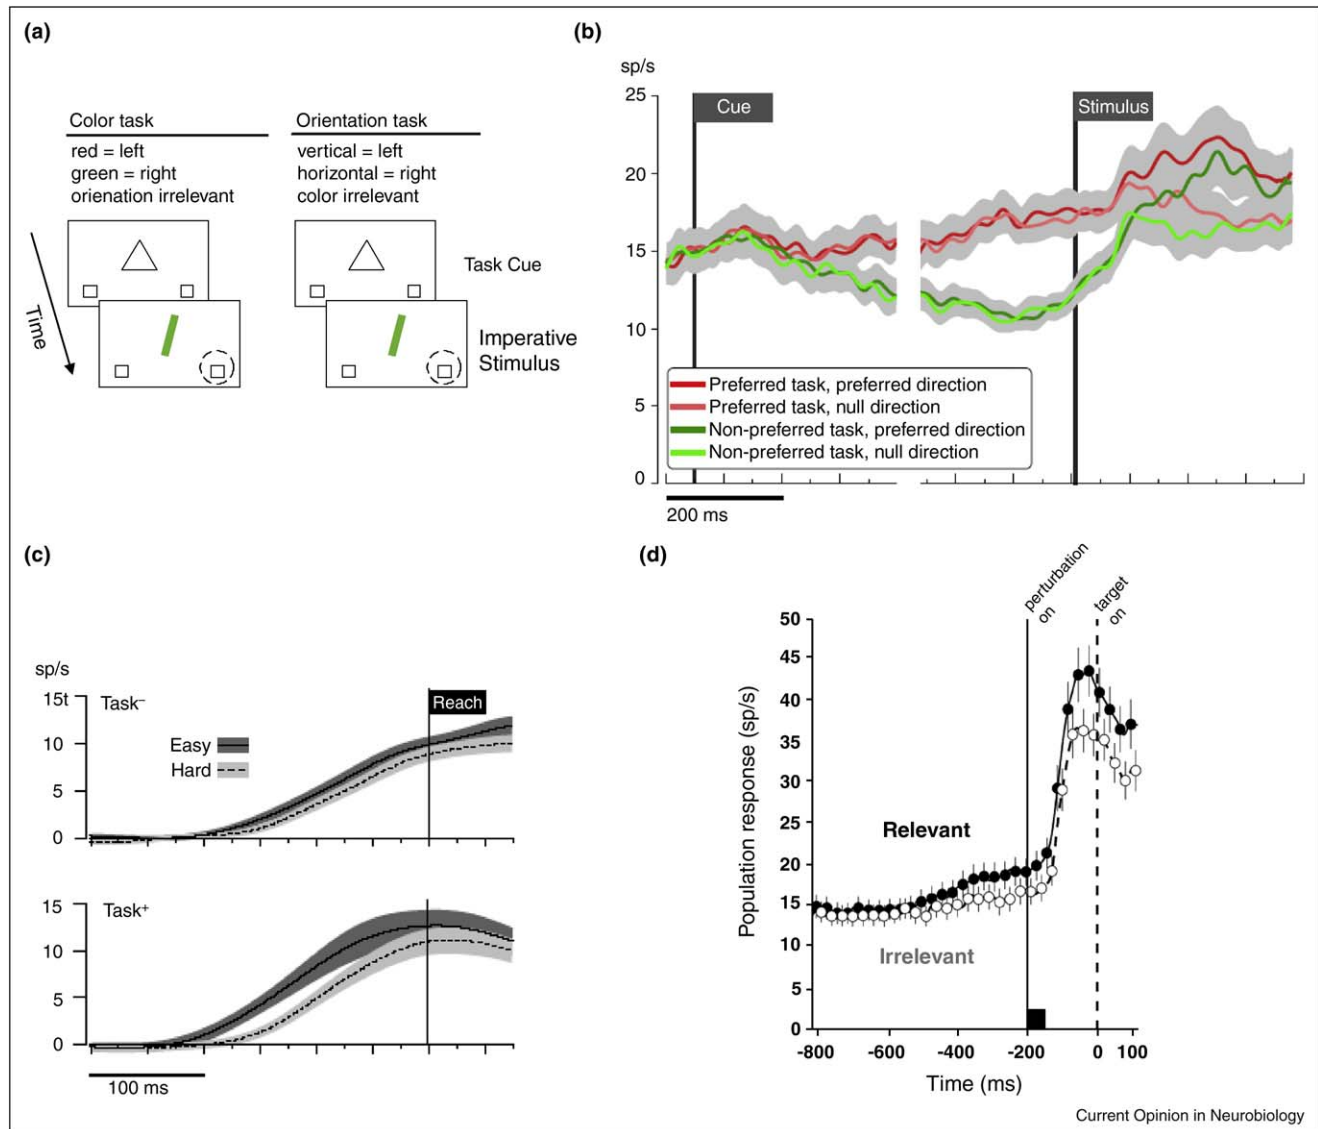 (a)
Color task
red = left
green = right
orienation irrelevant
Orientation task
vertical = left
horizontal = right
color irrelevant
Task Cue
Time
Imperative
Stimulus
(b)
sp/s
25
20
15
10
5
0
Cue
Stimulus
Preferred task, preferred direction
Preferred task, null direction
Non-preferred task, preferred direction
Non-preferred task, null direction
200 ms
(c)
sp/s
15t
10
5
0
Task⁻
Easy
Hard
Reach
15
10
5
0
Task⁺
100 ms
(d)
perturbation
on
target
on
Population response (sp/s)
50
45
40
35
30
25
20
15
10
5
0
Relevant
Irrelevant
-800 -600 -400 -200 0 100
Time (ms)
Current Opinion in Neurobiology